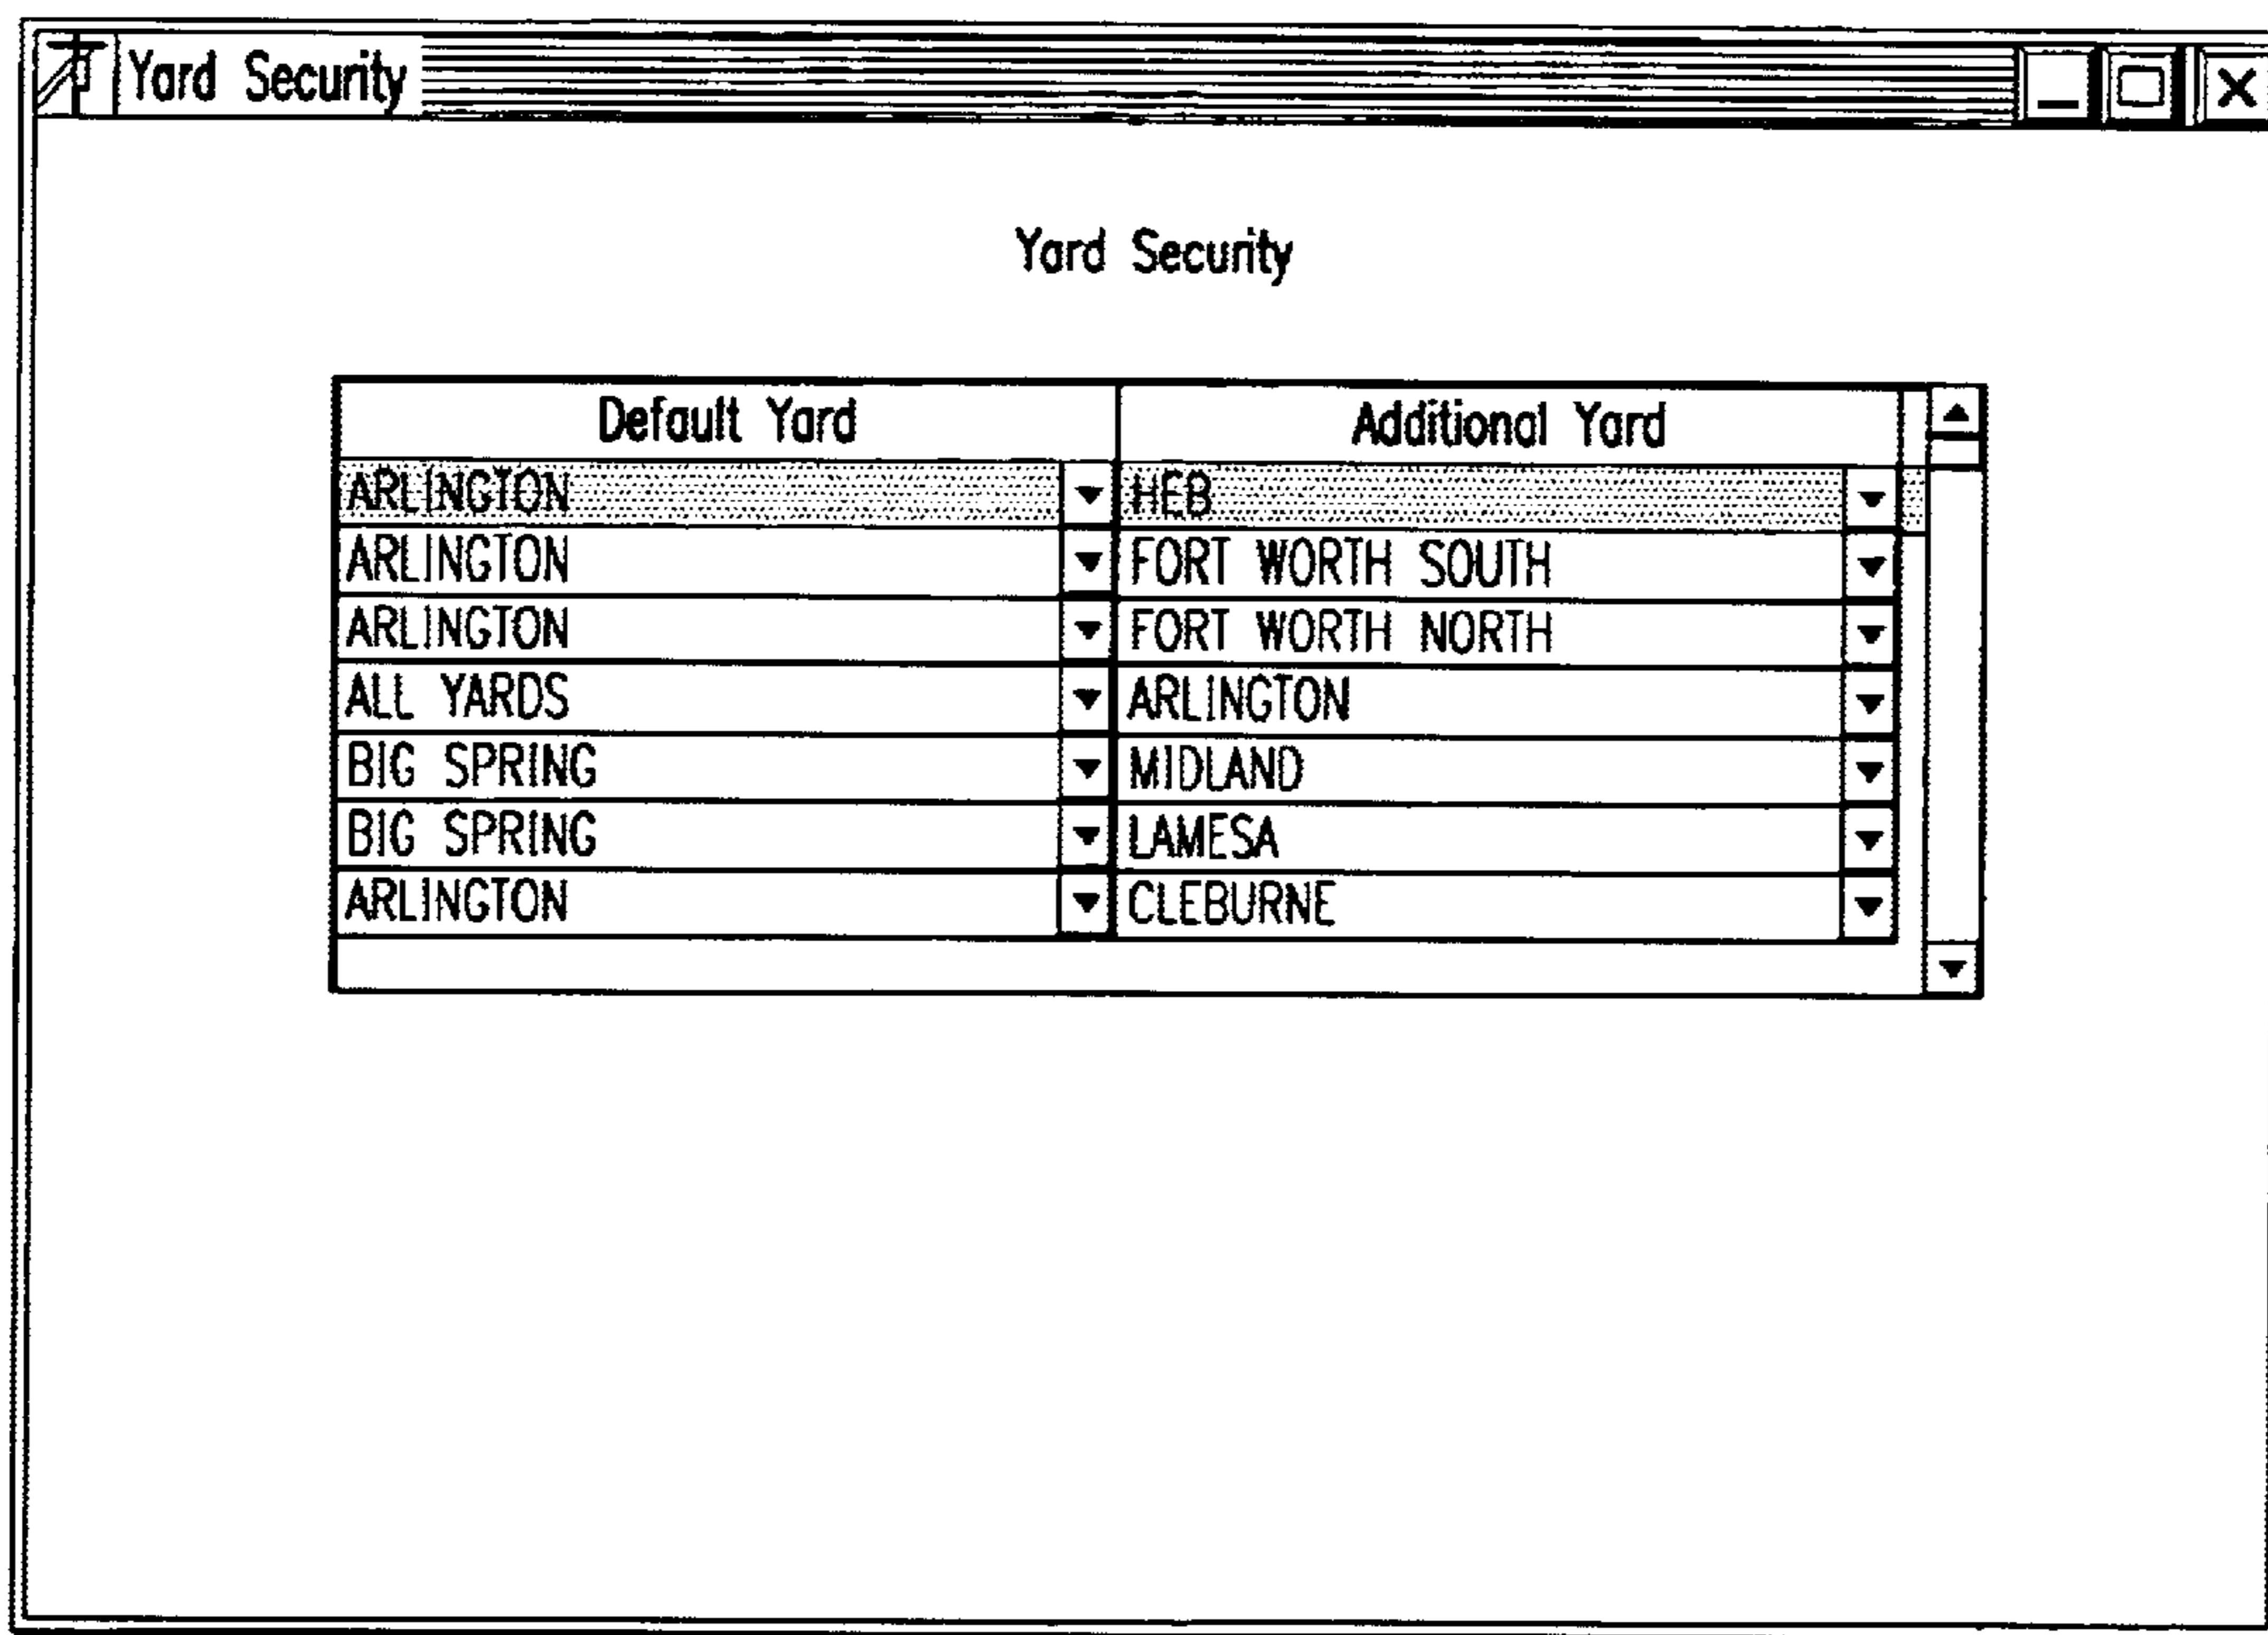 Yard Security
Yard Security
Default Yard Additional Yard
ARLINGTON HEB
ARLINGTON FORT WORTH SOUTH
ARLINGTON FORT WORTH NORTH
ALL YARDS ARLINGTON
BIG SPRING MIDLAND
BIG SPRING LAMESA
ARLINGTON CLEBURNE